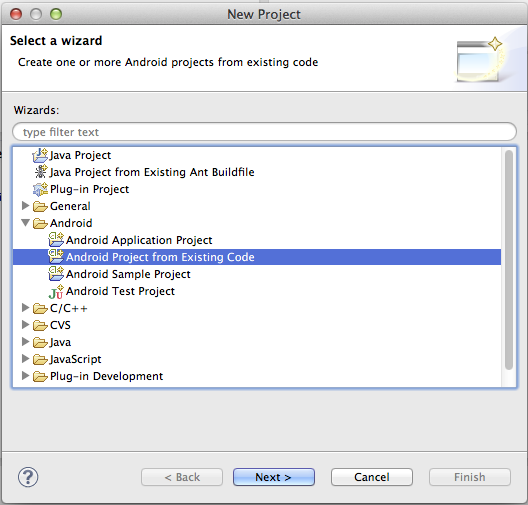 New Project
Select a wizard
Create one or more Android projects from existing code
Wizards:
type filter text
Java Project
Java Project from Existing Ant Buildfile
Plug-in Project
General
Android
Android Application Project
Android Project from Existing Code
Android Sample Project
Android Test Project
C/C++
CVS
Java
JavaScript
Plug-in Development
?
< Back
Next >
Cancel
Finish